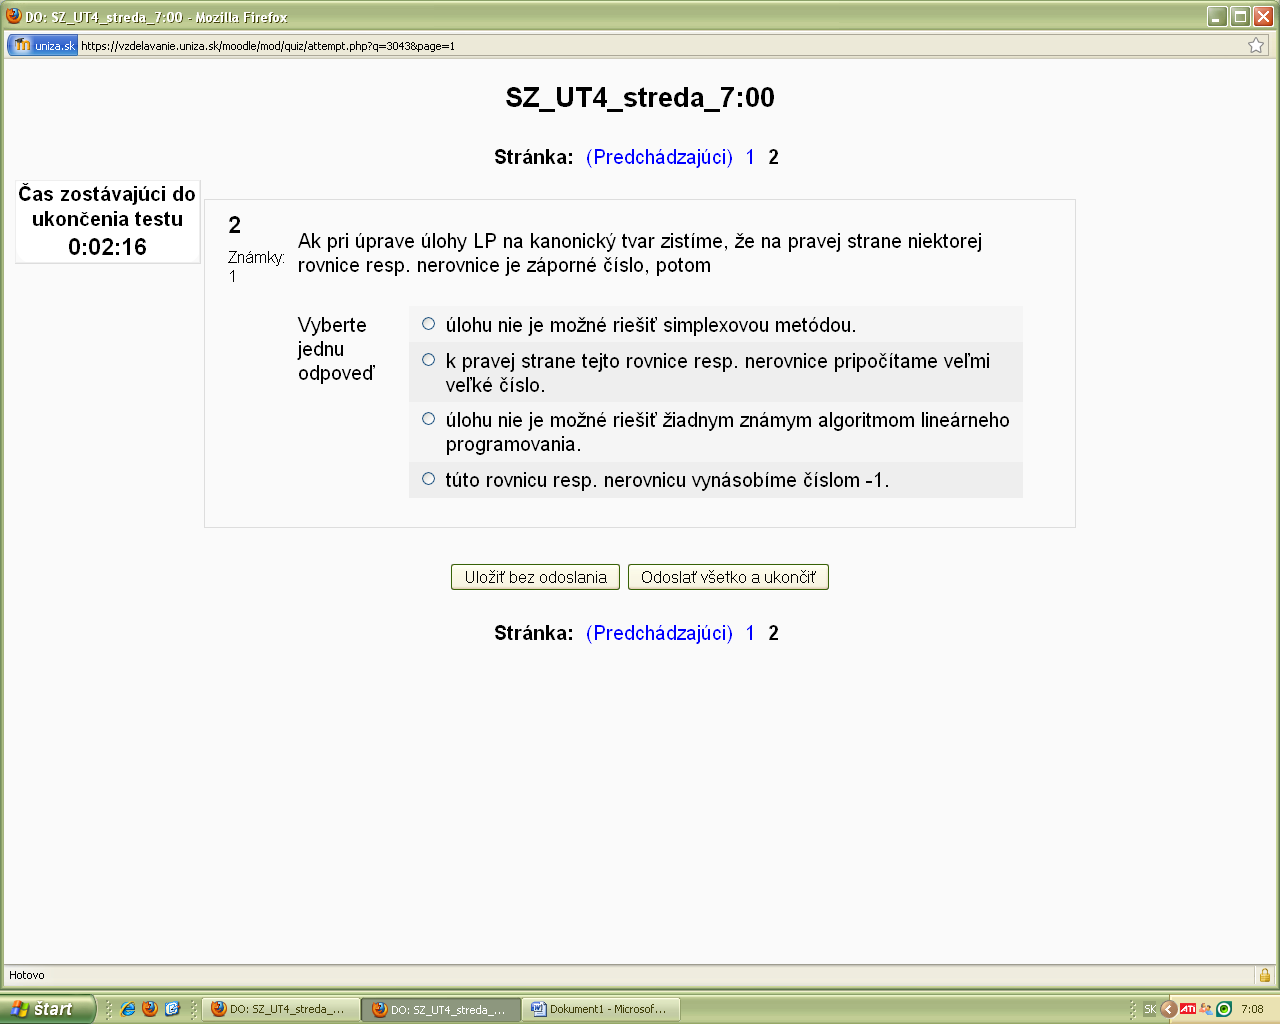 DO: SZ_UT4_streda_7:00 - Mozilla Firefox
uniza.sk https://vzdelavanie.uniza.sk/moodle/mod/quiz/attempt.php?q=3043&page=1
SZ_UT4_streda_7:00
Stránka: (Predchádzajúci) 1 2
Čas zostávajúci do
ukončenia testu
0:02:16
2
Známky:
1
Ak pri úprave úlohy LP na kanonický tvar zistíme, že na pravej strane niektorej
rovnice resp. nerovnice je záporné číslo, potom
Vyberte
jednu
odpoveď
úlohu nie je možné riešiť simplexovou metódou.
k pravej strane tejto rovnice resp. nerovnice pripočítame veľmi
veľké číslo.
úlohu nie je možné riešiť žiadnym známym algoritmom lineárneho
programovania.
túto rovnicu resp. nerovnicu vynásobíme číslom -1.
Uložiť bez odoslania Odoslať všetko a ukončiť
Stránka: (Predchádzajúci) 1 2
Hotovo
štart DO: SZ_UT4_streda_... DO: SZ_UT4_streda_... Dokument1 - Microsof... SK ATI 7:08